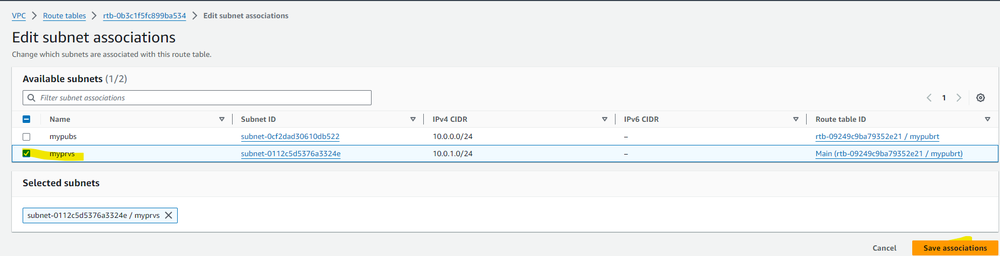 VPC > Route tables > rtb-0b3c1f5fc899ba534 > Edit subnet associations
Edit subnet associations
Change which subnets are associated with this route table.
Available subnets (1/2)
Filter subnet associations
1
Name Subnet ID IPv4 CIDR IPv6 CIDR Route table ID
mypubs subnet-0cf2dad30610db522 10.0.0.0/24 – rtb-09249c9ba79352e21 / mypubrt
myprvs subnet-0112c5d5376a3324e 10.0.1.0/24 – Main (rtb-09249c9ba79352e21 / mypubrt)
Selected subnets
subnet-0112c5d5376a3324e / myprvs
Cancel Save associations